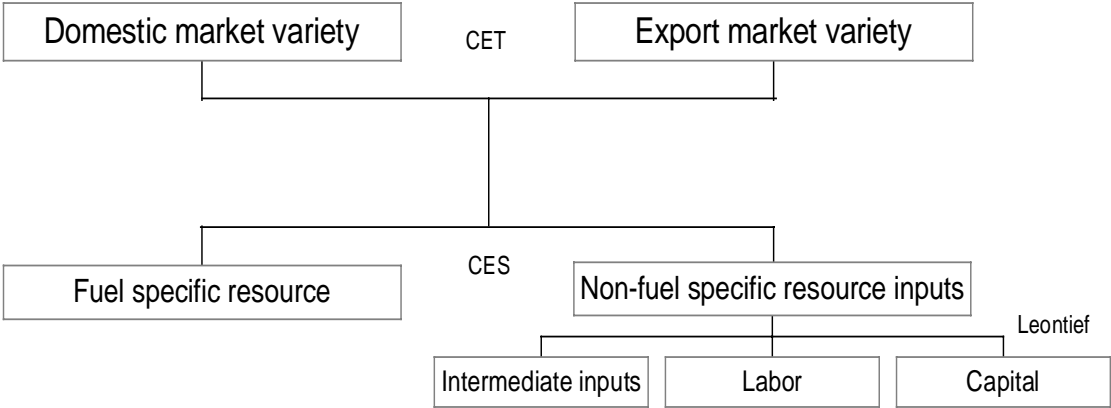 Domestic market variety
CET
Export market variety
Fuel specific resource
CES
Non-fuel specific resource inputs
Leontief
Intermediate inputs
Labor
Capital